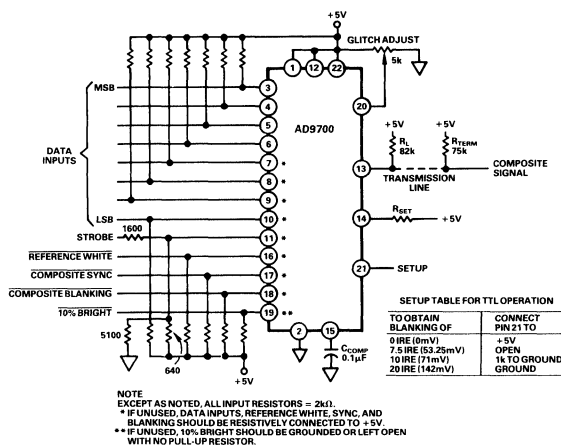 +5V
GLITCH ADJUST
5k
1
12
22
MSB
3
20
4
AD9700
5
+5V
+5V
6
RL
82k
RTERM
75k
DATA
INPUTS
7
*
13
COMPOSITE
SIGNAL
8
*
TRANSMISSION
LINE
9
*
RSET
LSB
10
*
14
+5V
STROBE
1600
11
*
REFERENCE WHITE
16
*
COMPOSITE SYNC
17
*
21
SETUP
COMPOSITE BLANKING
18
*
10% BRIGHT
19
**
2
15
5100
640
CCOMP
0.1µF
+5V
SETUP TABLE FOR TTL OPERATION
TO OBTAIN
BLANKING OF
CONNECT
PIN 21 TO
0 IRE (0mV)
+5V
7.5 IRE (53.25mV)
OPEN
10 IRE (71mV)
1k TO GROUND
20 IRE (142mV)
GROUND
NOTE
EXCEPT AS NOTED, ALL INPUT RESISTORS = 2kΩ.
* IF UNUSED, DATA INPUTS, REFERENCE WHITE, SYNC, AND
BLANKING SHOULD BE RESISTIVELY CONNECTED TO +5V.
** IF UNUSED, 10% BRIGHT SHOULD BE GROUNDED OR LEFT OPEN
WITH NO PULL-UP RESISTOR.